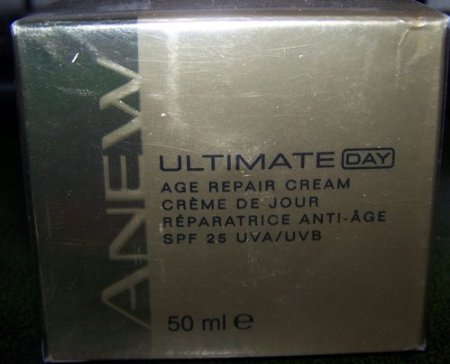 ANEW
ULTIMATE DAY
AGE REPAIR CREAM
CRÈME DE JOUR
RÉPARATRICE ANTI-ÂGE
SPF 25 UVA/UVB
50 ml ℮